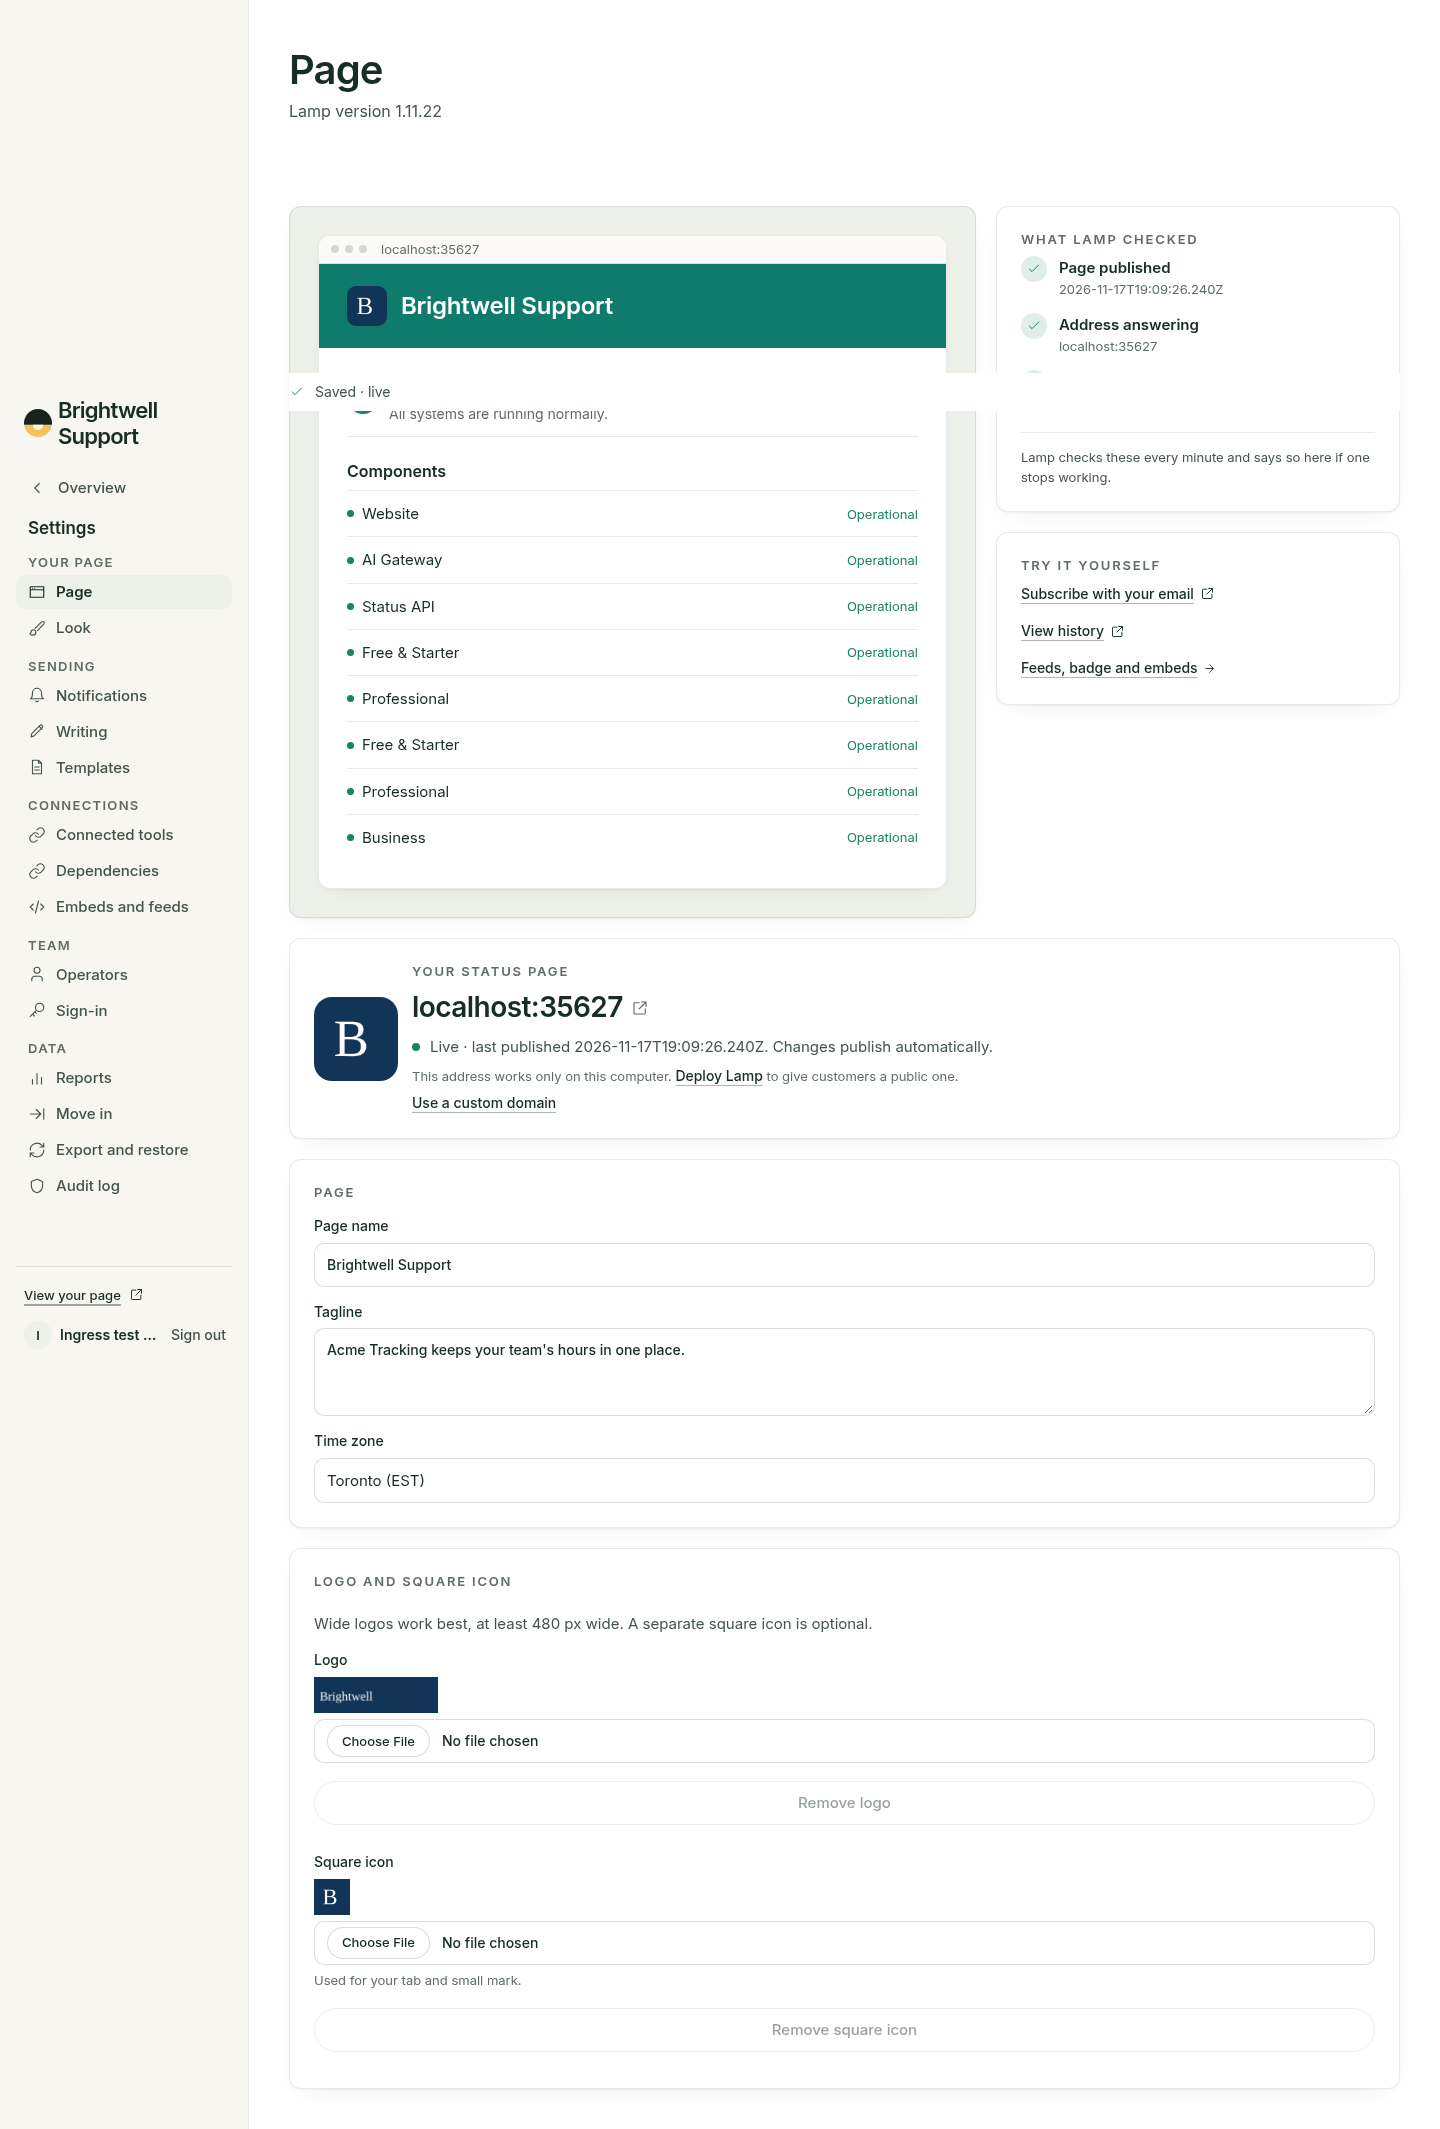 Brightwell
Support
Overview
Settings
YOUR PAGE
Page
Look
SENDING
Notifications
Writing
Templates
CONNECTIONS
Connected tools
Dependencies
Embeds and feeds
TEAM
Operators
Sign-in
DATA
Reports
Move in
Export and restore
Audit log
View your page
I Ingress test ... Sign out
Page
Lamp version 1.11.22
localhost:35627
B Brightwell Support
Saved · live
All systems are running normally.
Components
Website Operational
AI Gateway Operational
Status API Operational
Free & Starter Operational
Professional Operational
Free & Starter Operational
Professional Operational
Business Operational
WHAT LAMP CHECKED
Page published
2026-11-17T19:09:26.240Z
Address answering
localhost:35627
Lamp checks these every minute and says so here if one
stops working.
TRY IT YOURSELF
Subscribe with your email
View history
Feeds, badge and embeds
YOUR STATUS PAGE
B
localhost:35627
Live · last published 2026-11-17T19:09:26.240Z. Changes publish automatically.
This address works only on this computer. Deploy Lamp to give customers a public one.
Use a custom domain
PAGE
Page name
Brightwell Support
Tagline
Acme Tracking keeps your team's hours in one place.
Time zone
Toronto (EST)
LOGO AND SQUARE ICON
Wide logos work best, at least 480 px wide. A separate square icon is optional.
Logo
Brightwell
Choose File No file chosen
Remove logo
Square icon
B
Choose File No file chosen
Used for your tab and small mark.
Remove square icon